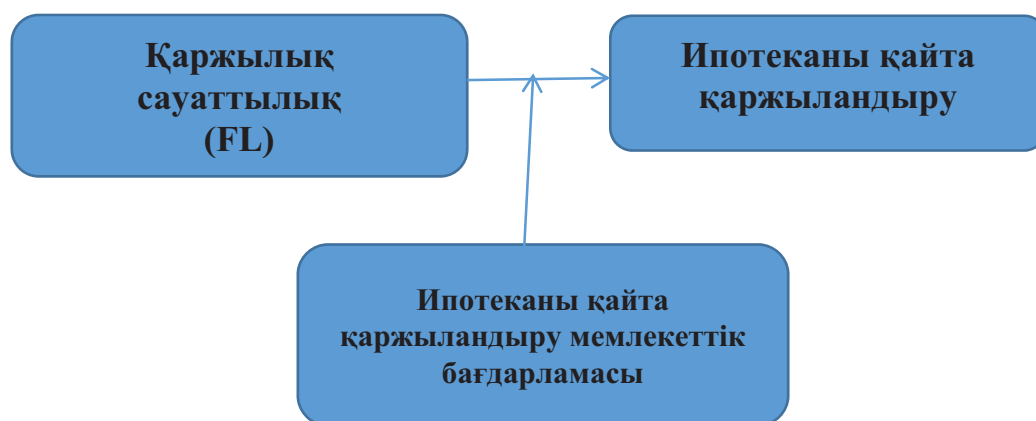 Қаржылық
сауаттылық
(FL)
Ипотеканы қайта
қаржыландыру
Ипотеканы қайта
қаржыландыру мемлекеттік
бағдарламасы